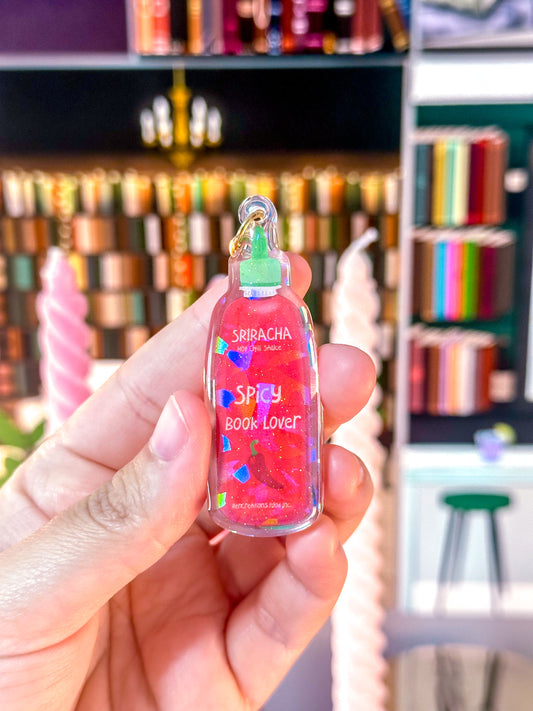 SRIRACHA
HOT Chili Shake
SPicy
Book Lover